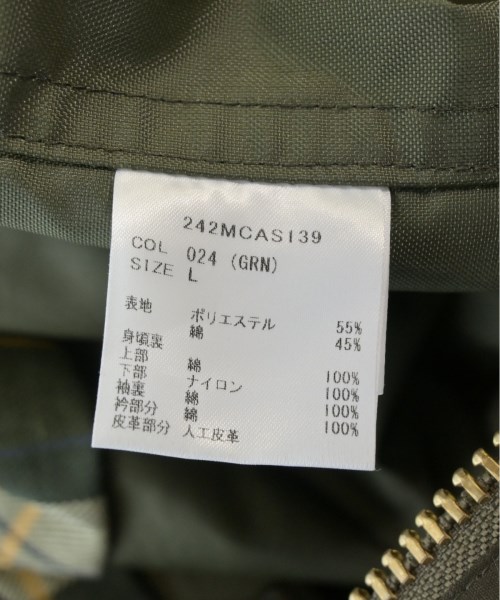 242MCAS139
COL 024 (GRN)
SIZE L
表地 ポリエステル 55%
綿 45%
身頃裏
上部 綿 100%
下部 ナイロン 100%
袖裏 綿 100%
衿部分 綿 100%
皮革部分 人工皮革